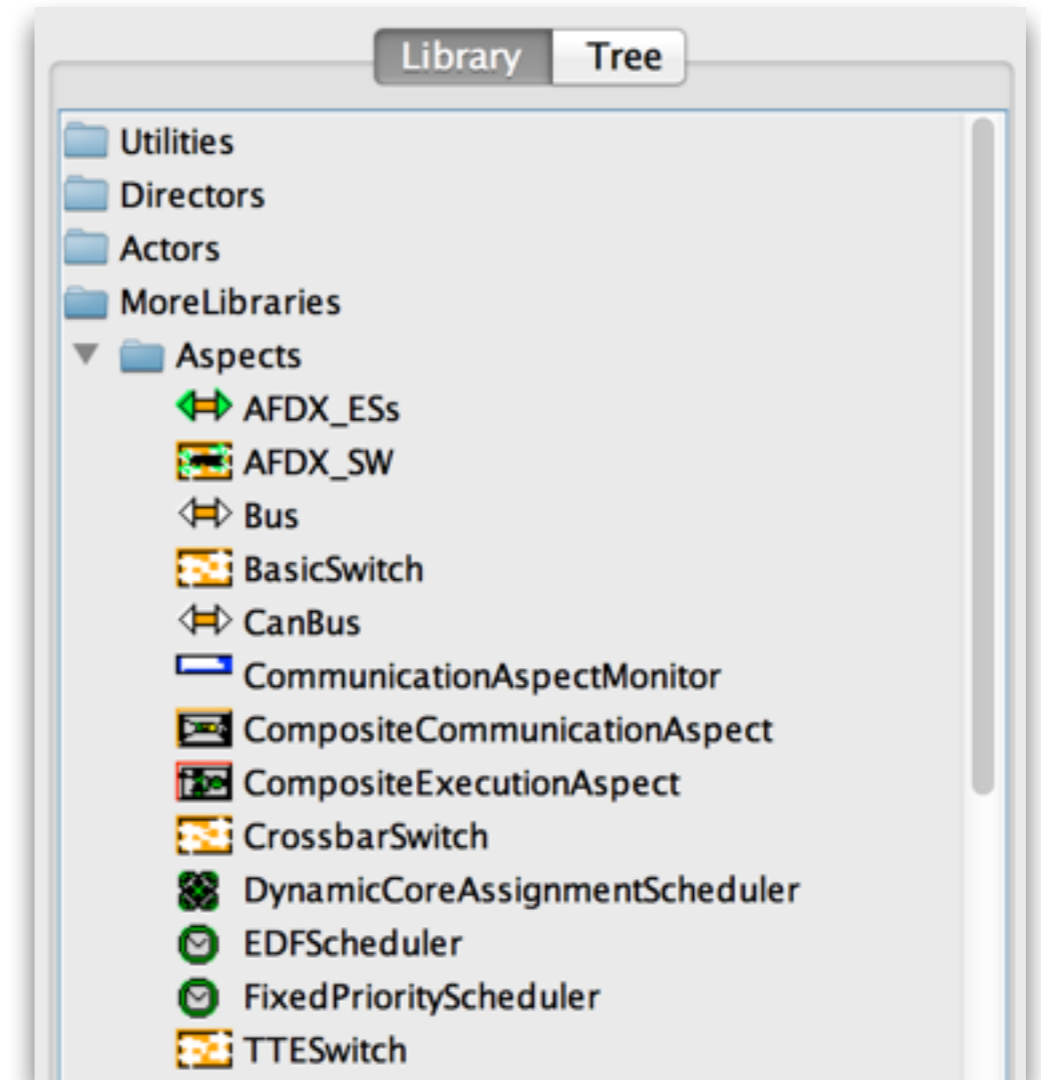 Library Tree
Utilities
Directors
Actors
MoreLibraries
Aspects
AFDX_ESs
AFDX_SW
Bus
BasicSwitch
CanBus
CommunicationAspectMonitor
CompositeCommunicationAspect
CompositeExecutionAspect
CrossbarSwitch
DynamicCoreAssignmentScheduler
EDFScheduler
FixedPriorityScheduler
TTESwitch